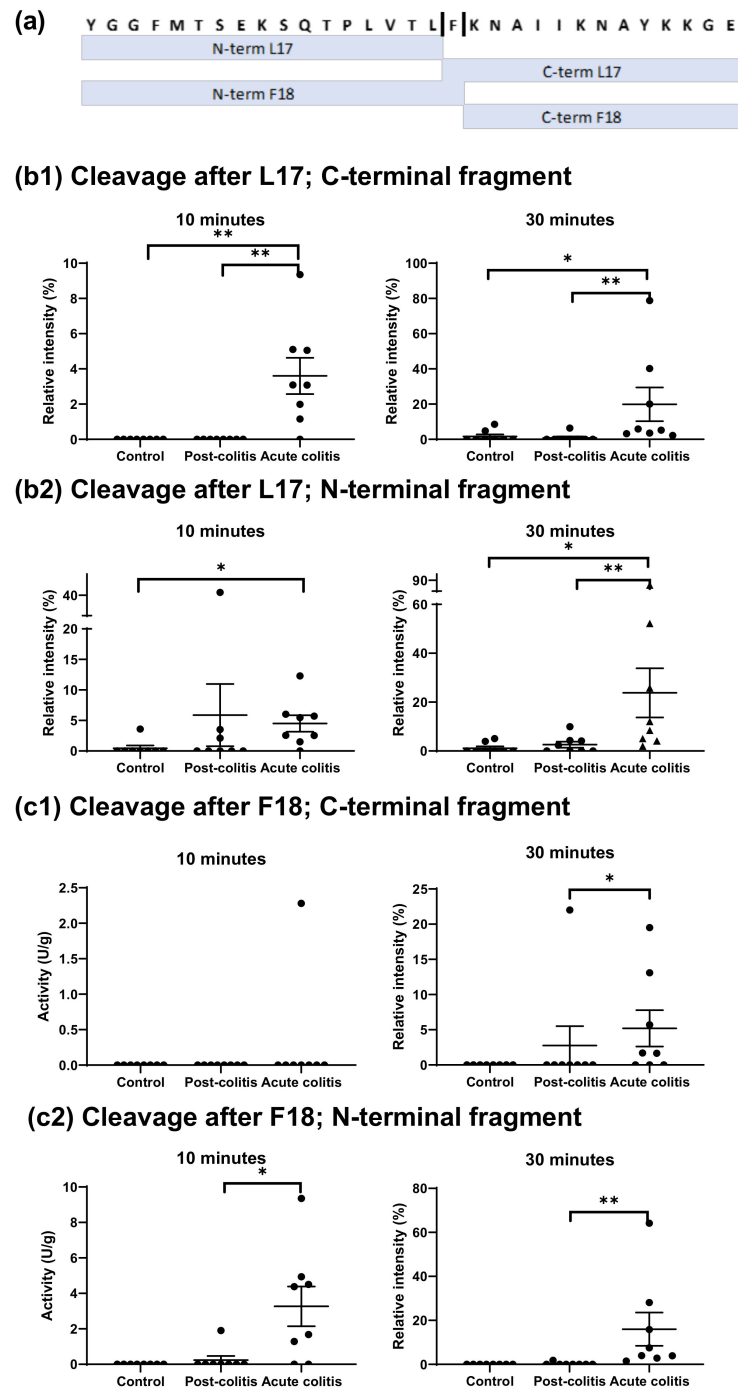 (a)
Y G G F M T S E K S Q T P L V T L F K N A I I K N A Y K K G E
N-term L17
C-term L17
N-term F18
C-term F18
(b1) Cleavage after L17; C-terminal fragment
10 minutes
**
**
Relative intensity (%)
10
8
6
4
2
0
Control Post-colitis Acute colitis
30 minutes
*
**
Relative intensity (%)
100
80
60
40
20
0
Control Post-colitis Acute colitis
(b2) Cleavage after L17; N-terminal fragment
10 minutes
*
Relative intensity (%)
40
20
15
10
5
0
Control Post-colitis Acute colitis
30 minutes
*
**
Relative intensity (%)
90
60
40
20
0
Control Post-colitis Acute colitis
(c1) Cleavage after F18; C-terminal fragment
10 minutes
Activity (U/g)
2.5
2.0
1.5
1.0
0.5
0.0
Control Post-colitis Acute colitis
30 minutes
*
Relative intensity (%)
25
20
15
10
5
0
Control Post-colitis Acute colitis
(c2) Cleavage after F18; N-terminal fragment
10 minutes
*
Activity (U/g)
10
8
6
4
2
0
Control Post-colitis Acute colitis
30 minutes
**
Relative intensity (%)
80
60
40
20
0
Control Post-colitis Acute colitis